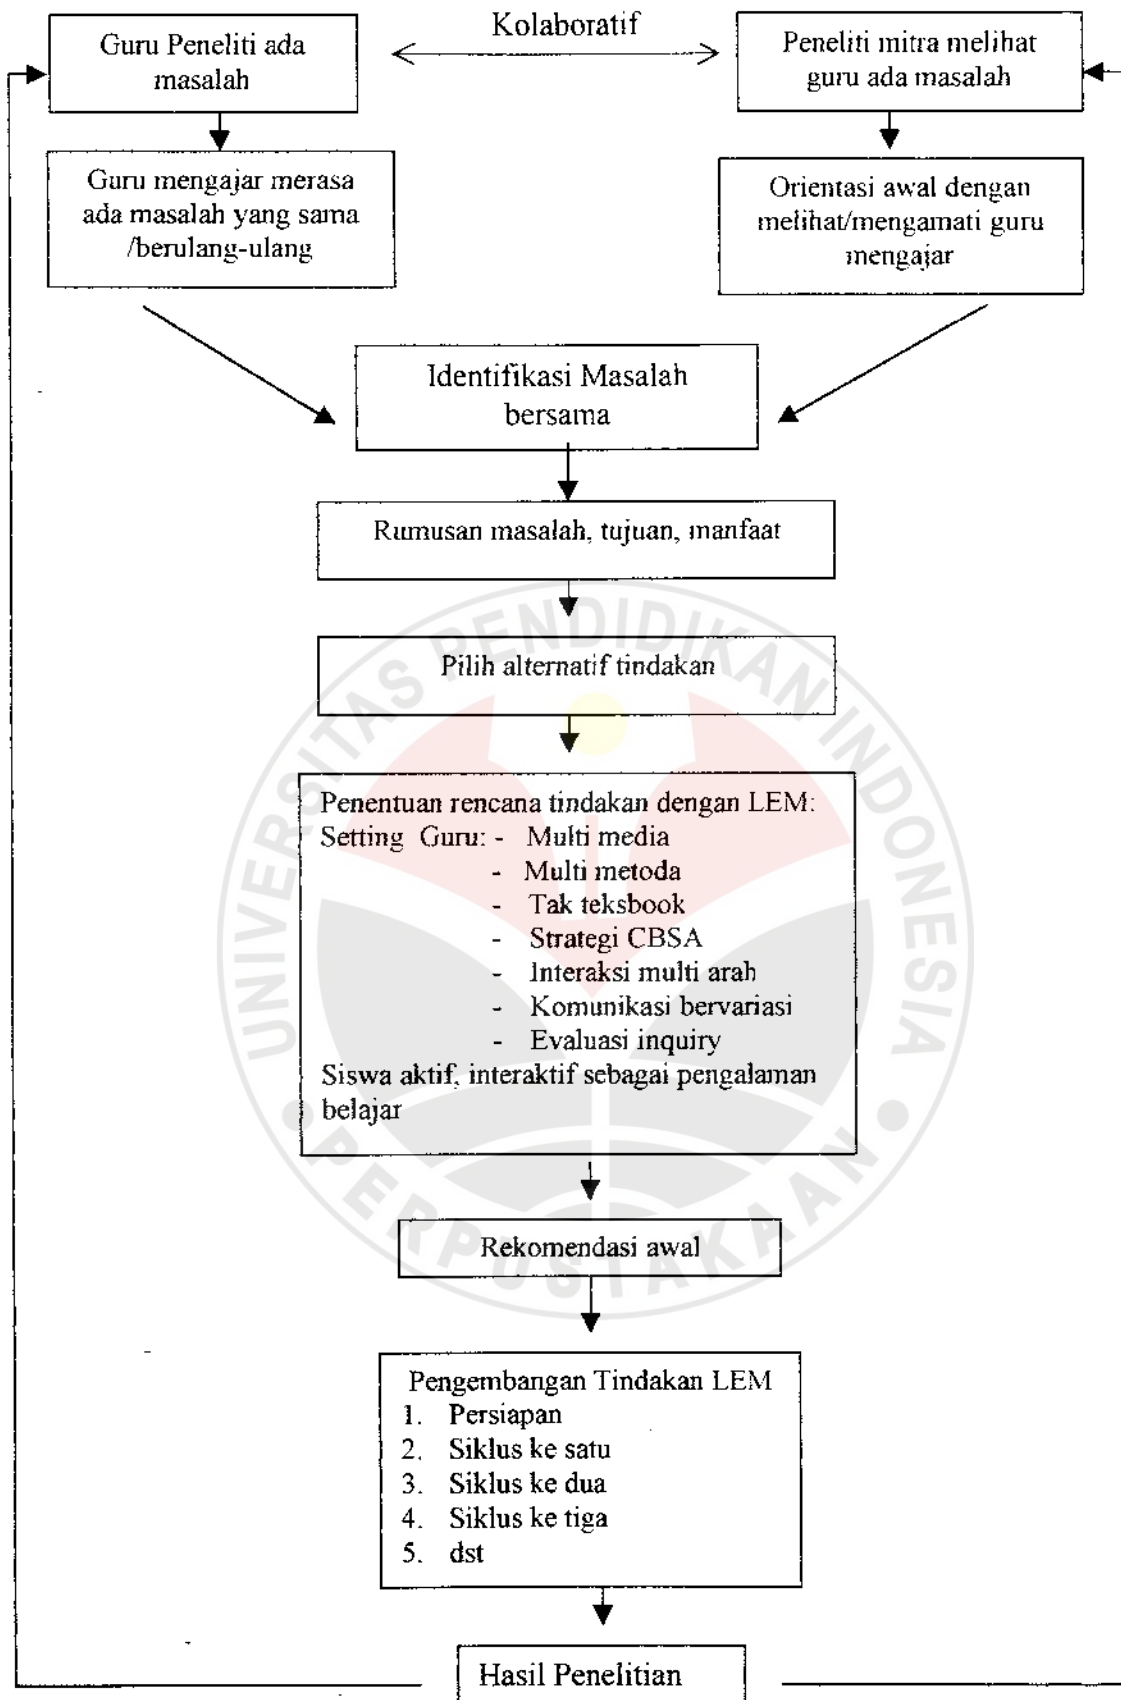 Kolaboratif
Guru Peneliti ada
masalah
Peneliti mitra melihat
guru ada masalah
Guru mengajar merasa
ada masalah yang sama
/berulang-ulang
Orientasi awal dengan
melihat/mengamati guru
mengajar
Identifikasi Masalah
bersama
Rumusan masalah, tujuan, manfaat
Pilih alternatif tindakan
Penentuan rencana tindakan dengan LEM:
Setting Guru: - Multi media
- Multi metoda
- Tak teksbook
- Strategi CBSA
- Interaksi multi arah
- Komunikasi bervariasi
- Evaluasi inquiry
Siswa aktif, interaktif sebagai pengalaman
belajar
Rekomendasi awal
Pengembangan Tindakan LEM
1. Persiapan
2. Siklus ke satu
3. Siklus ke dua
4. Siklus ke tiga
5. dst
Hasil Penelitian
UNIVERSITAS PENDIDIKAN INDONESIA
PERPUSTAKAAN